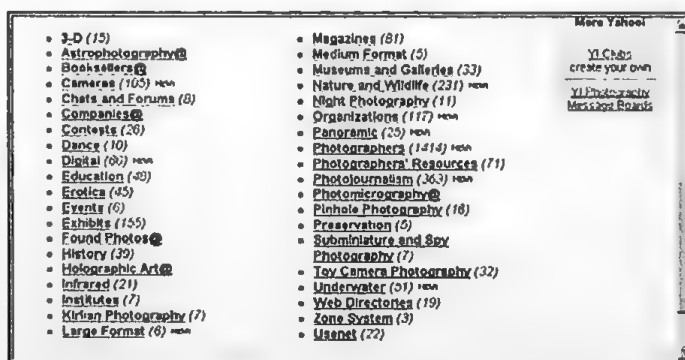 3-D (15)
Astrophotography@
Booksellers@
Cameras (105) NEW!
Chats and Forums (8)
Companies@
Contests (26)
Dance (10)
Digital (60) NEW!
Education (48)
Erotica (45)
Events (6)
Exhibits (155)
Found Photos@
History (39)
Holographic Art@
Infrared (21)
Institutes (7)
Kirlian Photography (7)
Large Format (6) NEW!
Magazines (81)
Medium Format (5)
Museums and Galleries (33)
Nature and Wildlife (231) NEW!
Night Photography (11)
Organizations (117) NEW!
Panoramic (25) NEW!
Photographers (1414) NEW!
Photographers' Resources (71)
Photojournalism (363) NEW!
Photomicrography@
Pinhole Photography (16)
Preservation (5)
Subminiature and Spy
Photography (7)
Toy Camera Photography (32)
Underwater (51) NEW!
Web Directories (19)
Zone System (3)
Usenet (22)
More Yahoo!
Y! Clubs
create your own
Y! Photography
Message Boards